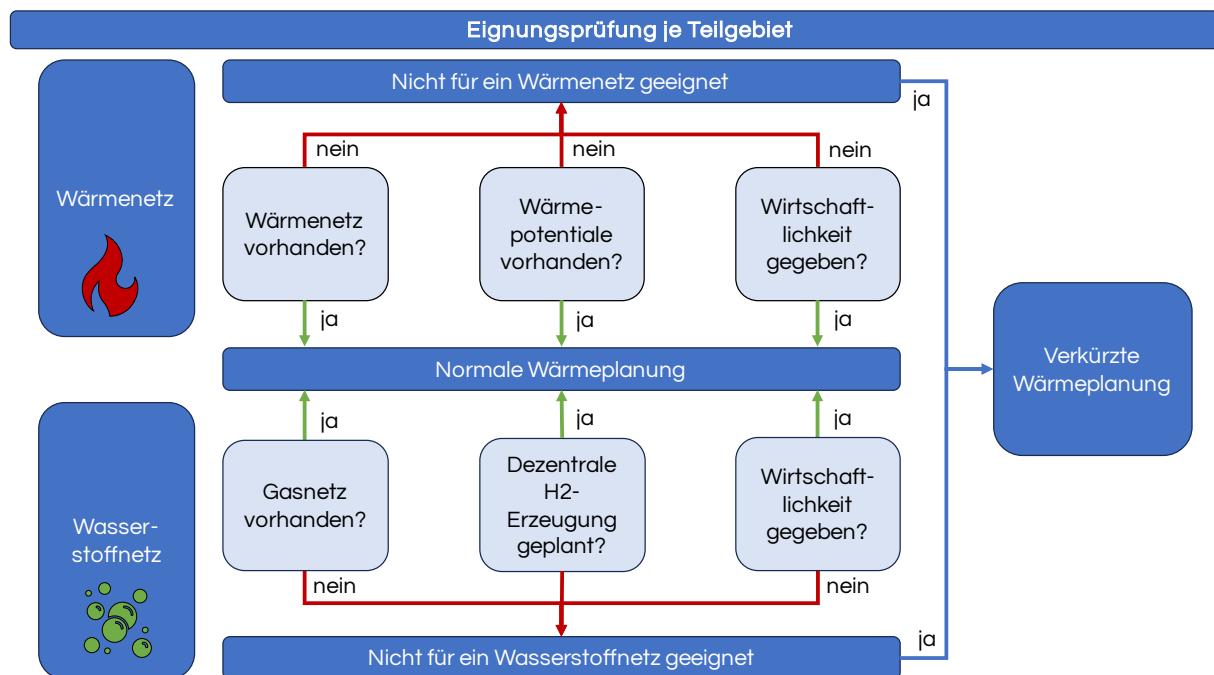 Eignungsprüfung je Teilgebiet
Nicht für ein Wärmenetz geeignet
ja
nein
nein
nein
Wärmenetz
Wärmenetz
vorhanden?
Wärme-
potentiale
vorhanden?
Wirtschaft-
lichkeit
gegeben?
ja
ja
ja
Normale Wärmeplanung
Verkürzte
Wärmeplanung
ja
ja
ja
Wasser-
stoffnetz
Gasnetz
vorhanden?
Dezentrale
H2-
Erzeugung
geplant?
Wirtschaft-
lichkeit
gegeben?
nein
nein
ja
Nicht für ein Wasserstoffnetz geeignet